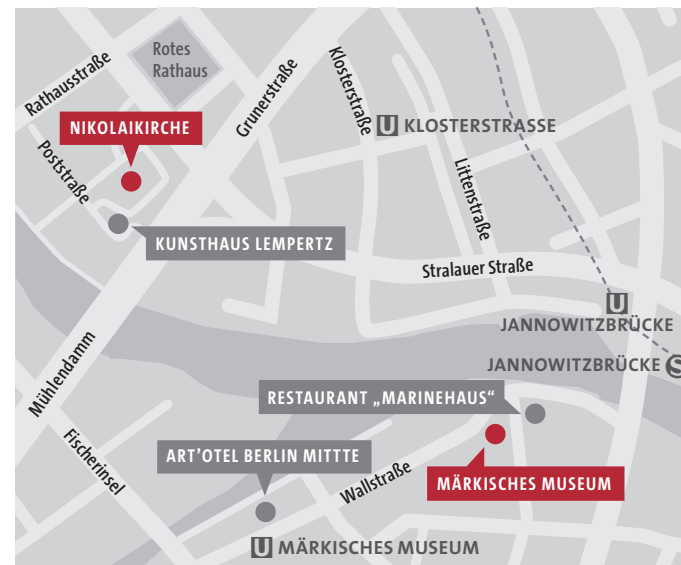 Rotes
Rathaus
Rathausstraße
Grunerstraße
Klosterstraße
NIKOLAIKIRCHE
U KLOSTERSTRASSE
Poststraße
Littenstraße
KUNSTHAUS LEMPERTZ
Stralauer Straße
U
JANNOWITZBRÜCKE
JANNOWITZBRÜCKE S
Mühlendamm
RESTAURANT „MARINEHAUS“
Fischerinsel
ART’OTEL BERLIN MITTTE
Wallstraße
MÄRKISCHES MUSEUM
U MÄRKISCHES MUSEUM